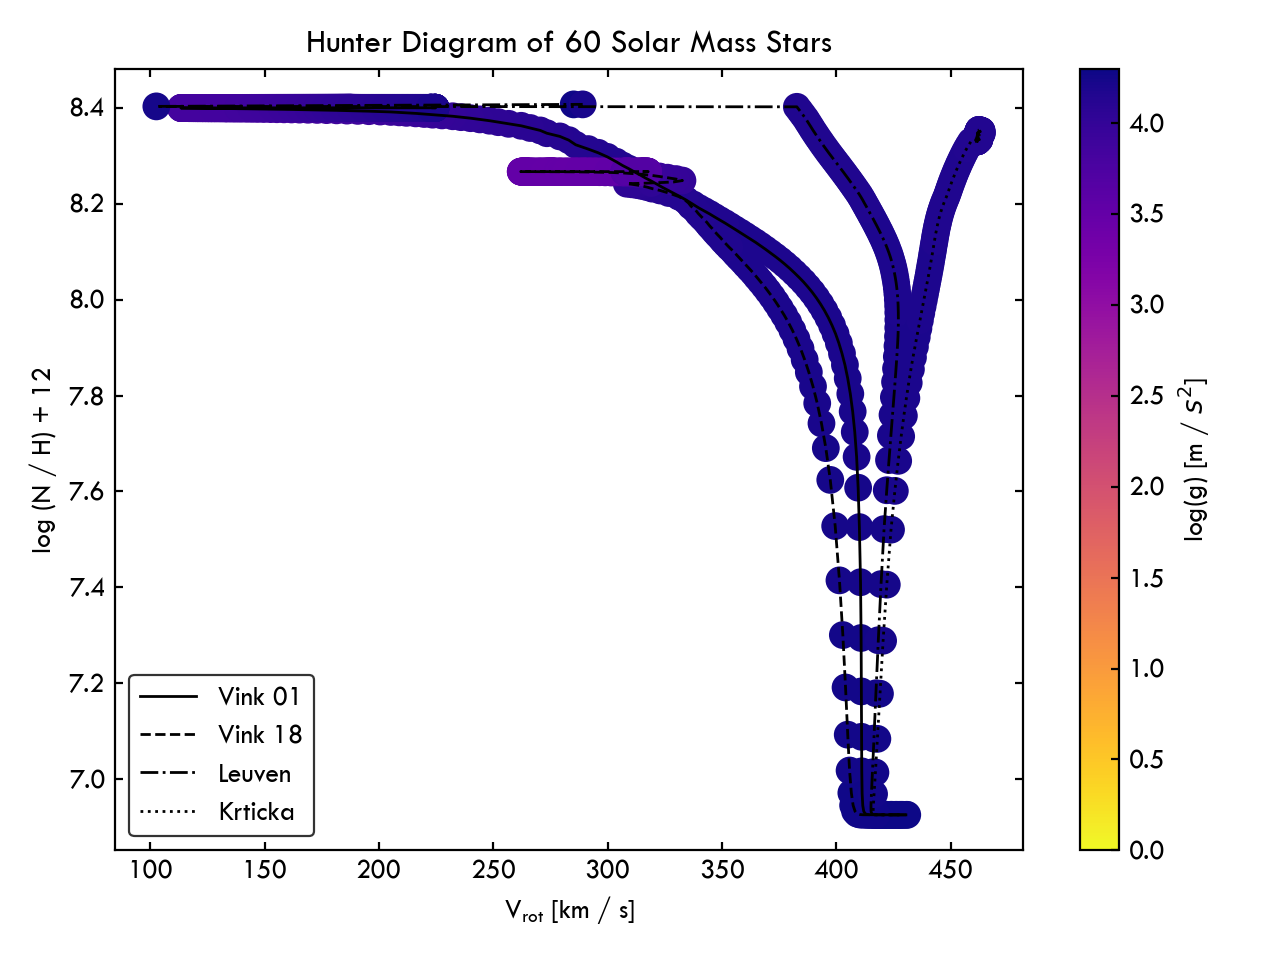 Hunter Diagram of 60 Solar Mass Stars
8.4
8.2
8.0
7.8
7.6
7.4
7.2
7.0
log (N / H) + 12
Vink 01
Vink 18
Leuven
Krticka
100 150 200 250 300 350 400 450
V_rot [km / s]
4.0
3.5
3.0
2.5
2.0
1.5
1.0
0.5
0.0
log(g) [m / s²]